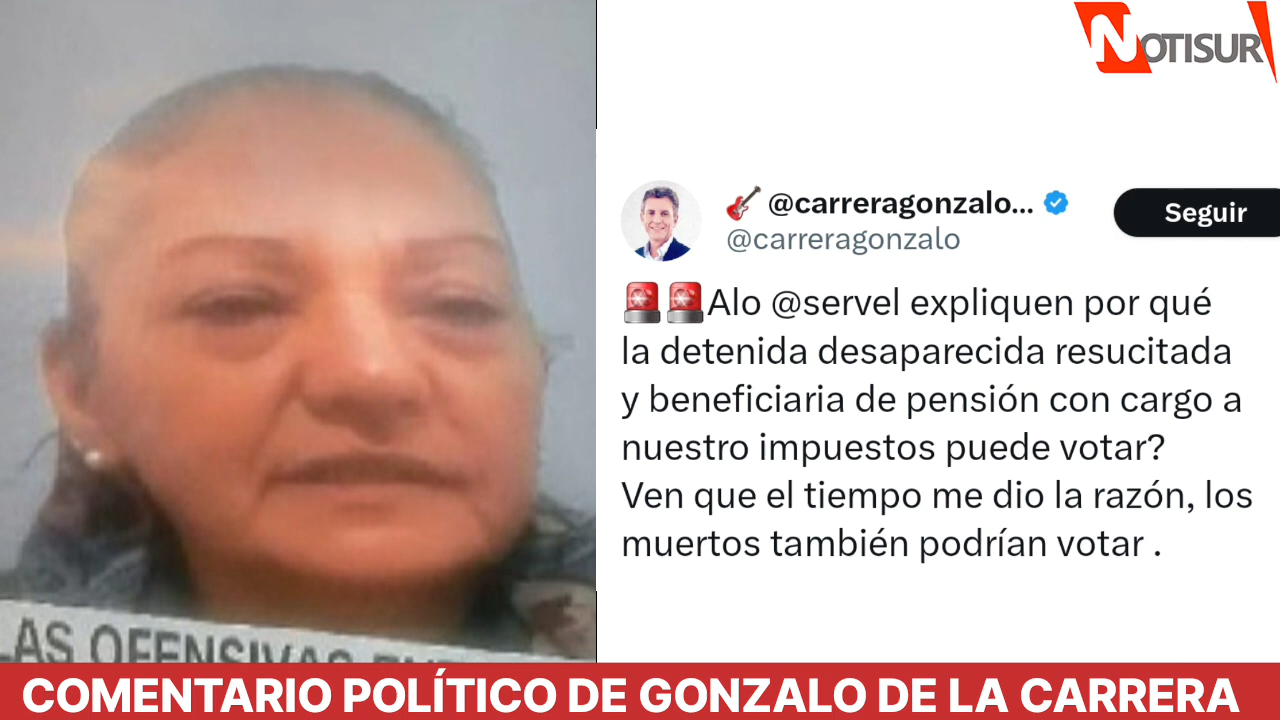 NOTISUR
@carreragonzalo...
@carreragonzalo
Seguir
🚨🚨Alo @servel expliquen por qué
la detenida desaparecida resucitada
y beneficiaria de pensión con cargo a
nuestro impuestos puede votar?
Ven que el tiempo me dio la razón, los
muertos también podrían votar .
LAS OFENSIVAS
COMENTARIO POLÍTICO DE GONZALO DE LA CARRERA